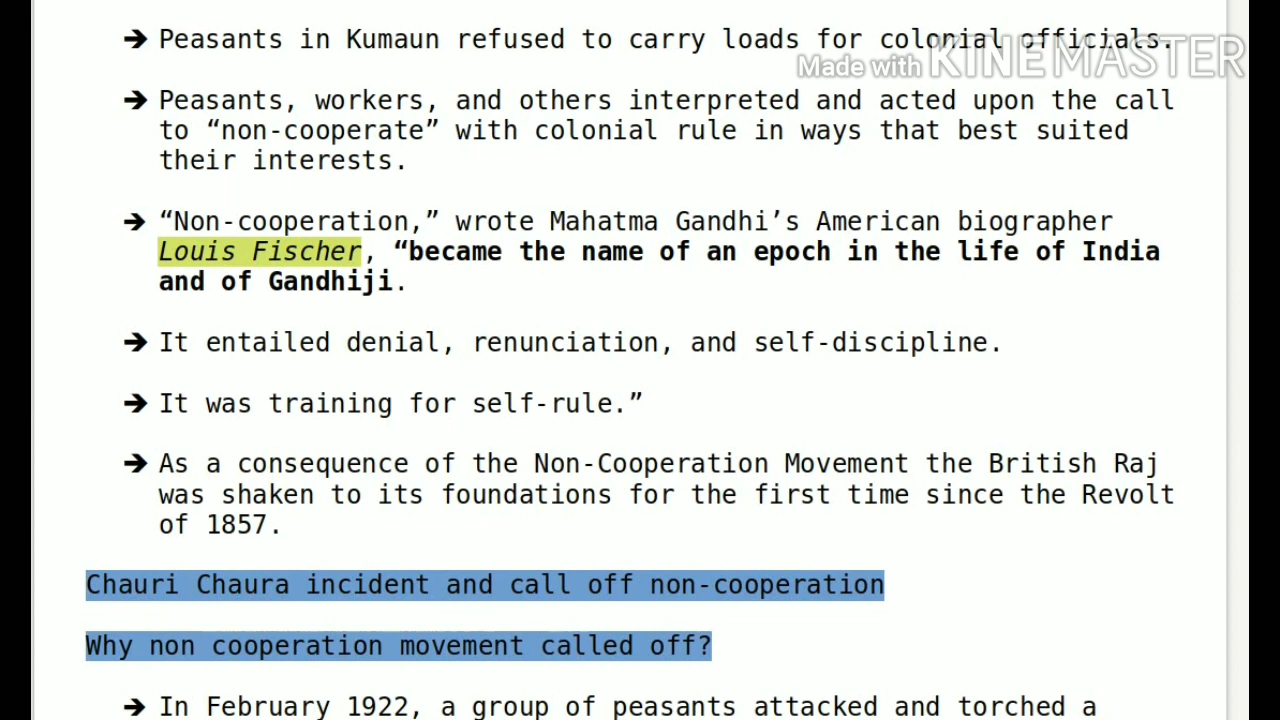 ➔ Peasants in Kumaun refused to carry loads for colonial officials.
Made with KINEMASTER
➔ Peasants, workers, and others interpreted and acted upon the call
to “non-cooperate” with colonial rule in ways that best suited
their interests.
➔ “Non-cooperation,” wrote Mahatma Gandhi’s American biographer
Louis Fischer, “became the name of an epoch in the life of India
and of Gandhiji.
➔ It entailed denial, renunciation, and self-discipline.
➔ It was training for self-rule.”
➔ As a consequence of the Non-Cooperation Movement the British Raj
was shaken to its foundations for the first time since the Revolt
of 1857.
Chauri Chaura incident and call off non-cooperation
Why non cooperation movement called off?
➔ In February 1922, a group of peasants attacked and torched a